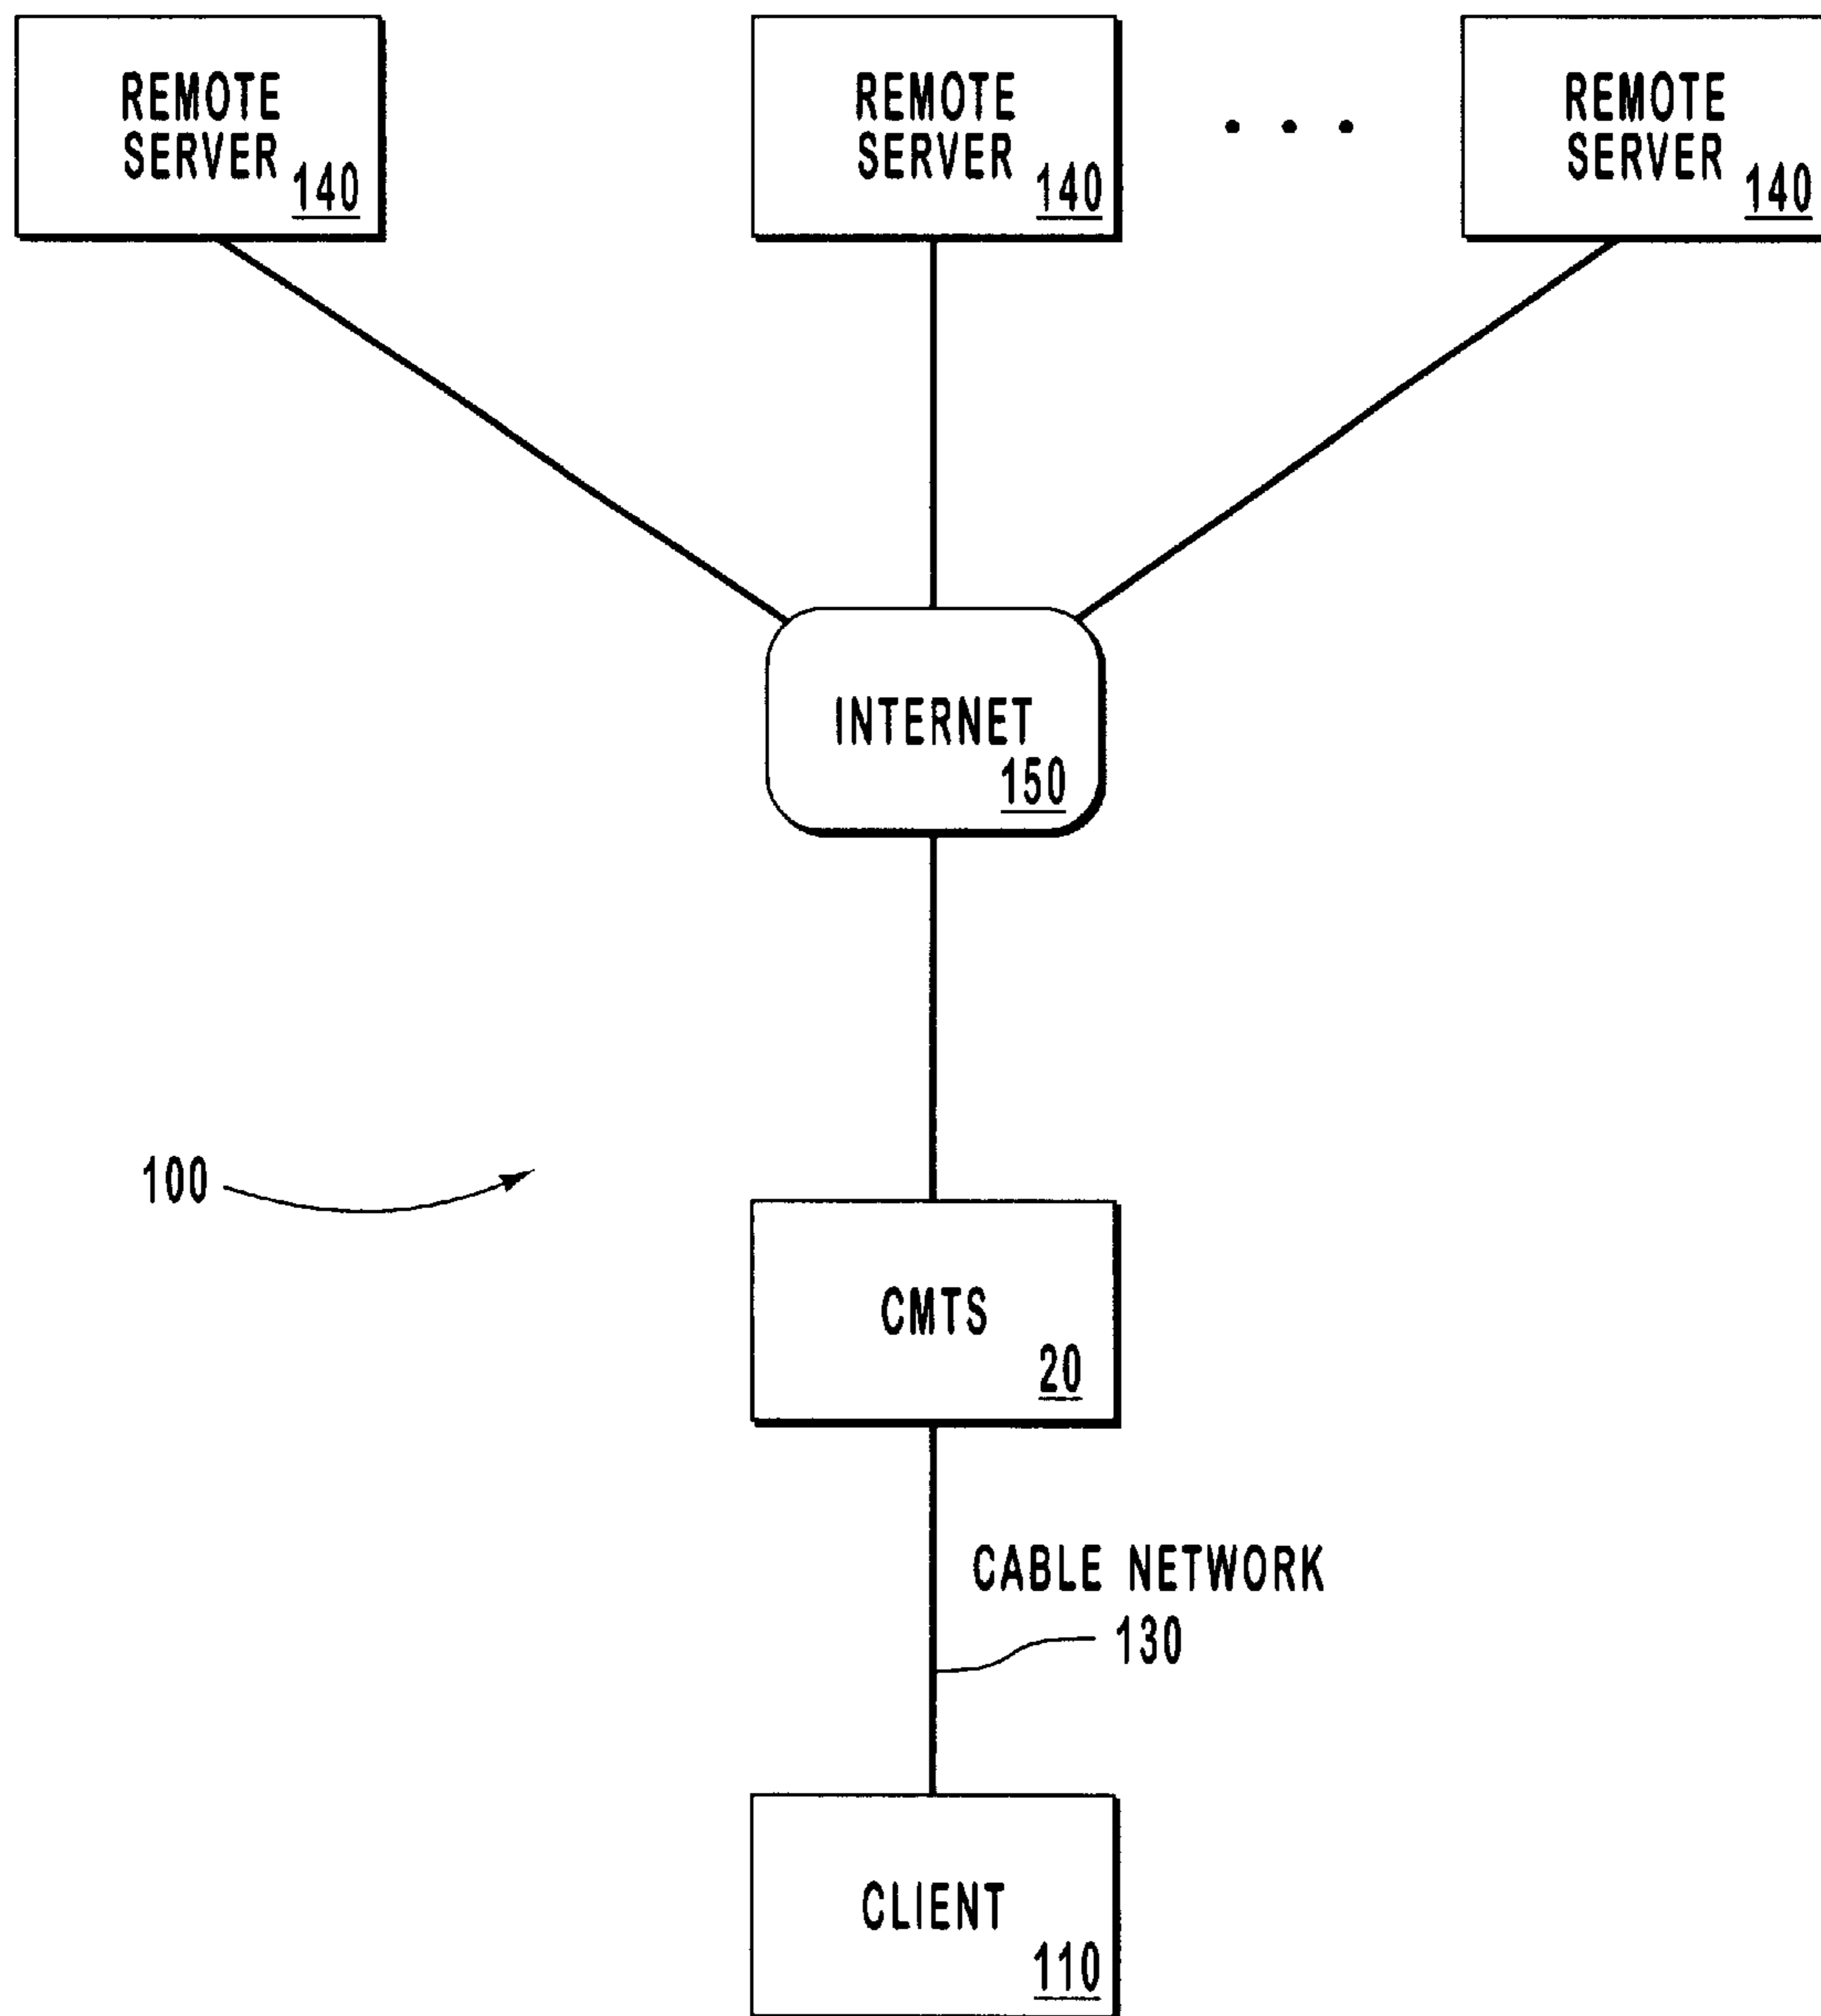 REMOTE
SERVER
140
REMOTE
SERVER
140
. . .
REMOTE
SERVER
140
INTERNET
150
100
CMTS
20
CABLE NETWORK
130
CLIENT
110